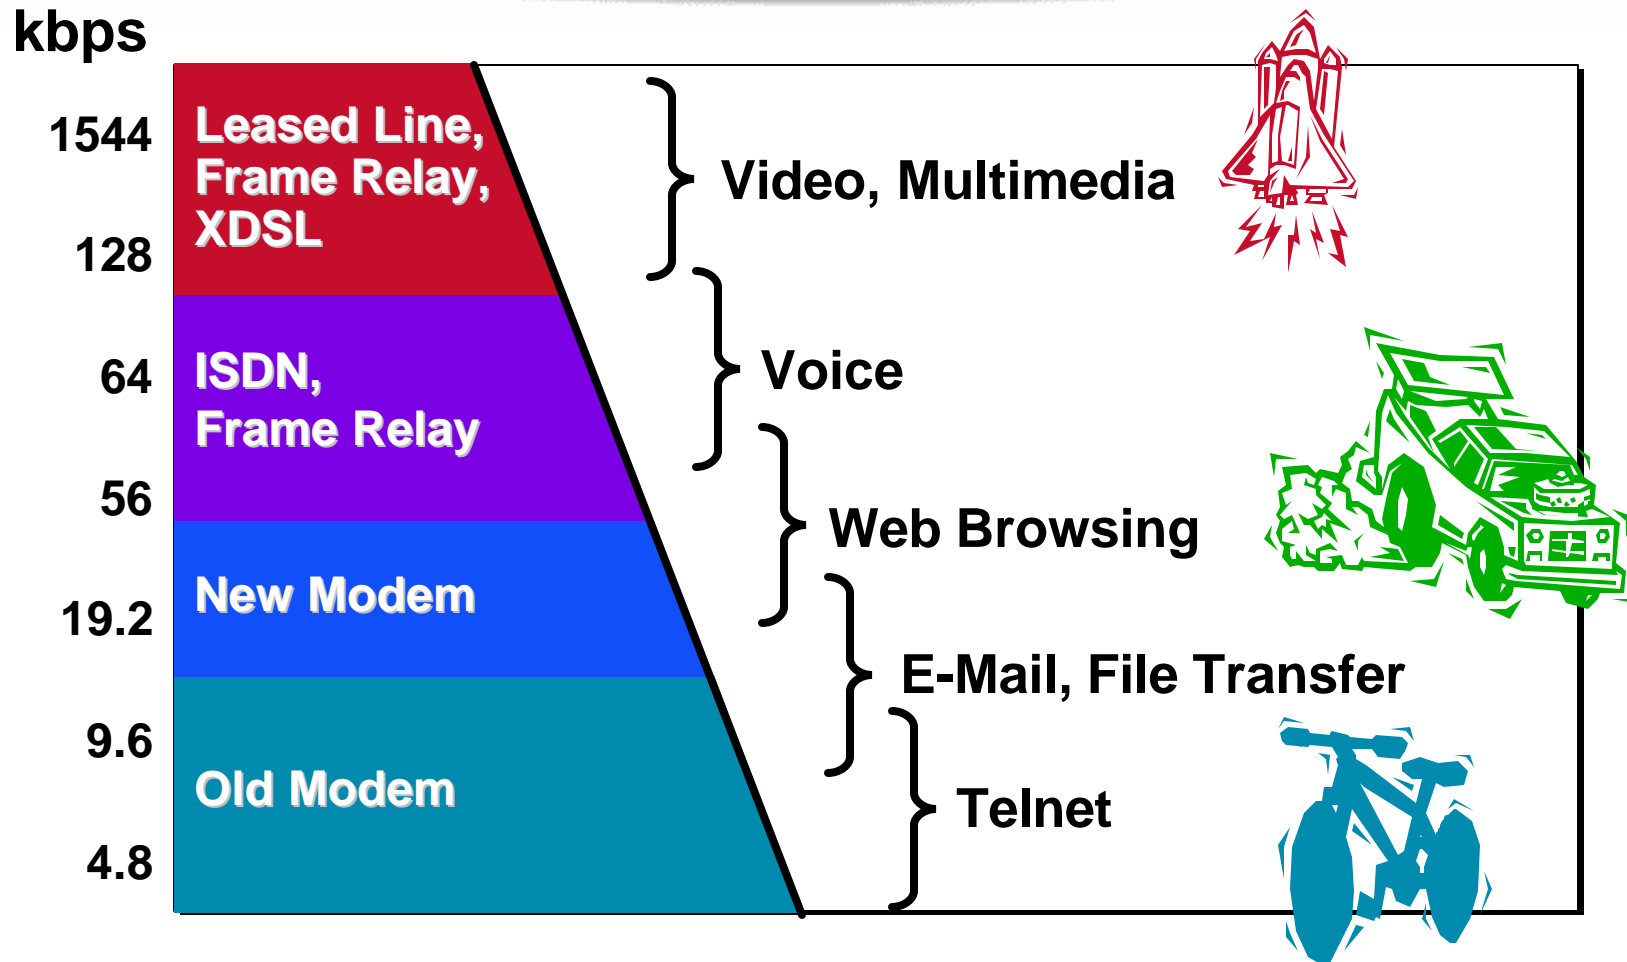 kbps
1544
128
64
56
19.2
9.6
4.8
Leased Line,
Frame Relay,
XDSL
ISDN,
Frame Relay
New Modem
Old Modem
Video, Multimedia
Voice
Web Browsing
E-Mail, File Transfer
Telnet